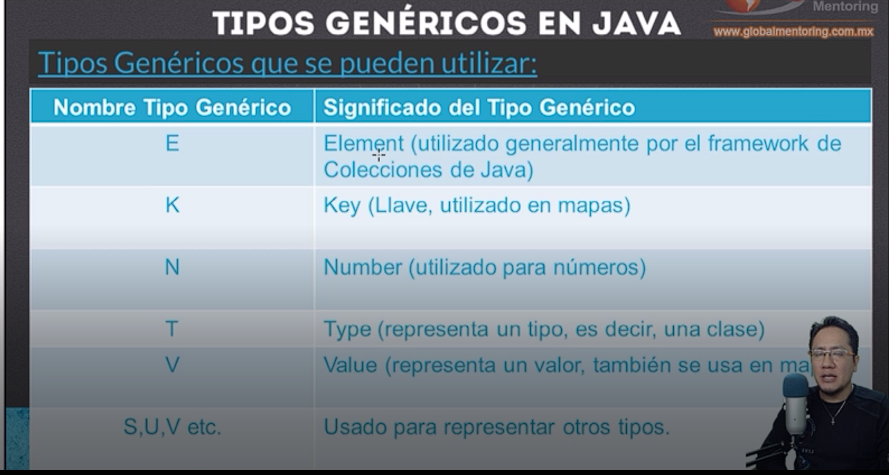 Mentoring
TIPOS GENÉRICOS EN JAVA
www.globalmentoring.com.mx
Tipos Genéricos que se pueden utilizar:
Nombre Tipo Genérico Significado del Tipo Genérico
E Element (utilizado generalmente por el framework de
Colecciones de Java)
K Key (Llave, utilizado en mapas)
N Number (utilizado para números)
T Type (representa un tipo, es decir, una clase)
V Value (representa un valor, también se usa en
S,U,V etc. Usado para representar otros tipos.